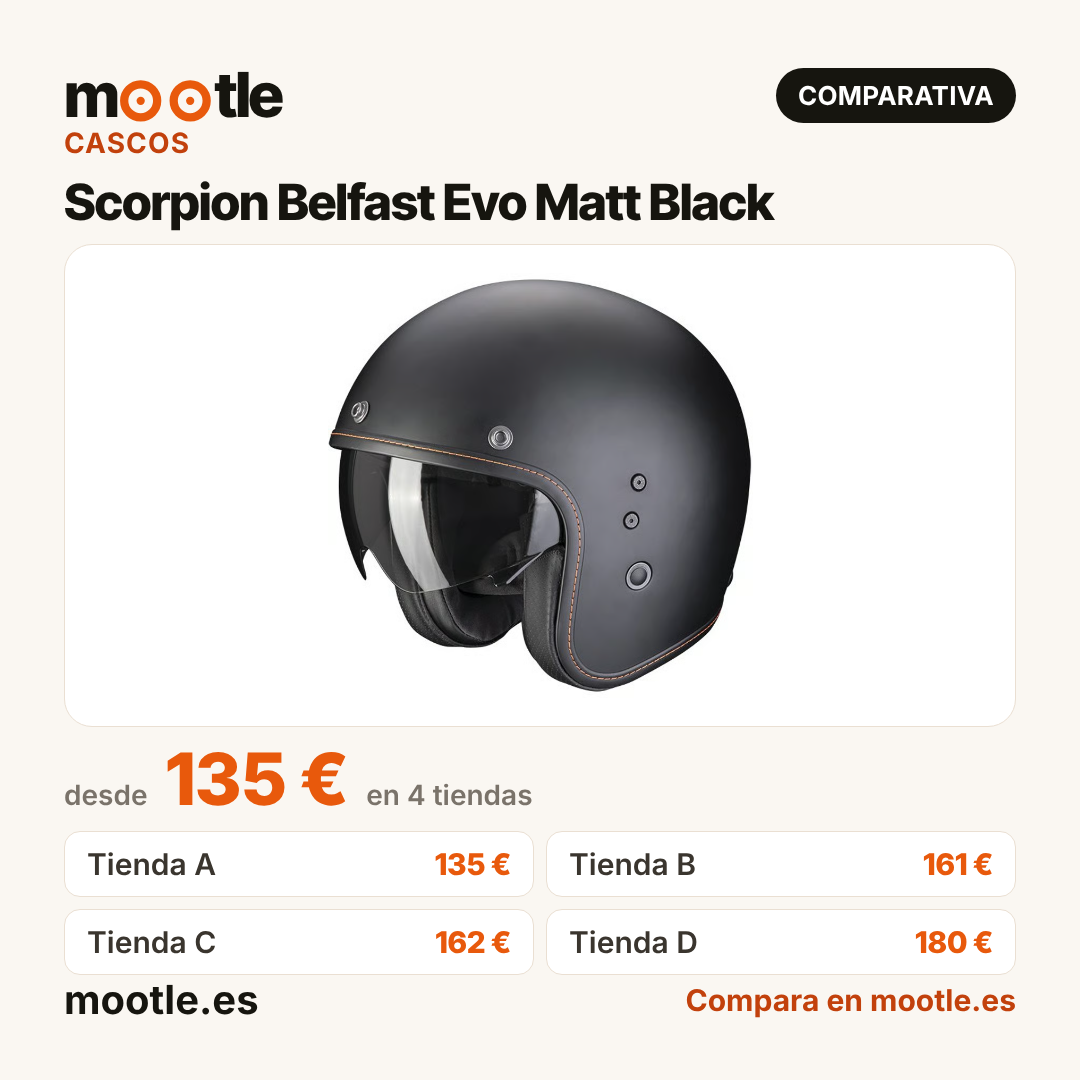 mootle
COMPARATIVA
CASCOS
Scorpion Belfast Evo Matt Black
desde 135 € en 4 tiendas
Tienda A 135 €
Tienda B 161 €
Tienda C 162 €
Tienda D 180 €
mootle.es
Compara en mootle.es